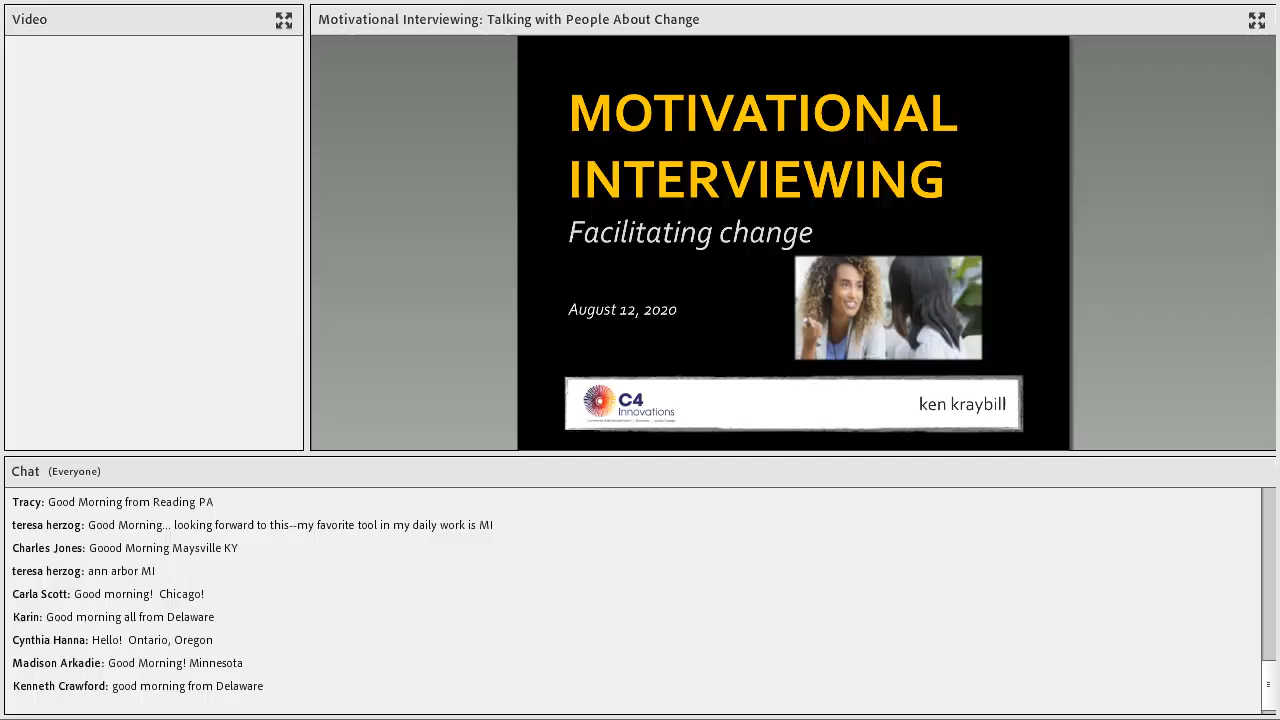 Video
Motivational Interviewing: Talking with People About Change
MOTIVATIONAL
INTERVIEWING
Facilitating change
August 12, 2020
C4
Innovations
ken kraybill
Chat (Everyone)
Tracy: Good Morning from Reading PA
teresa herzog: Good Morning... looking forward to this--my favorite tool in my daily work is MI
Charles Jones: Goood Morning Maysville KY
teresa herzog: ann arbor MI
Carla Scott: Good morning!  Chicago!
Karin: Good morning all from Delaware
Cynthia Hanna: Hello!  Ontario, Oregon
Madison Arkadie: Good Morning! Minnesota
Kenneth Crawford: good morning from Delaware